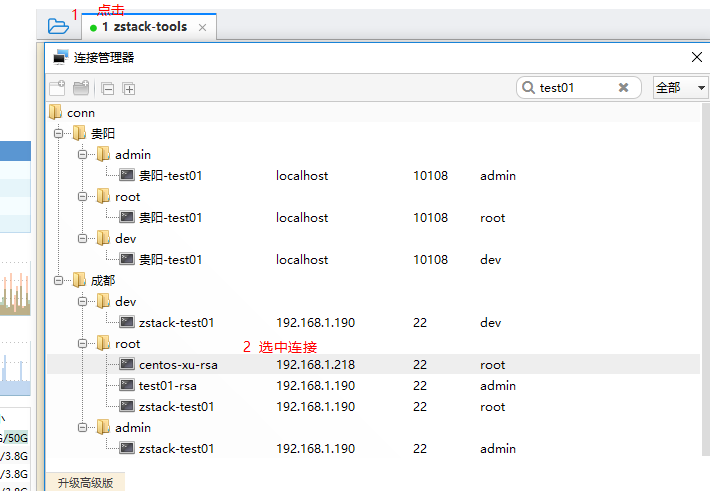 1 点击
1 zstack-tools
连接管理器
test01
全部
conn
贵阳
admin
贵阳-test01 localhost 10108 admin
root
贵阳-test01 localhost 10108 root
dev
贵阳-test01 localhost 10108 dev
成都
dev
zstack-test01 192.168.1.190 22 dev
root
2 选中连接
centos-xu-rsa 192.168.1.218 22 root
test01-rsa 192.168.1.190 22 admin
zstack-test01 192.168.1.190 22 root
admin
zstack-test01 192.168.1.190 22 admin
/50G
/3.8G
/3.8G
/3.8G
升级高级版